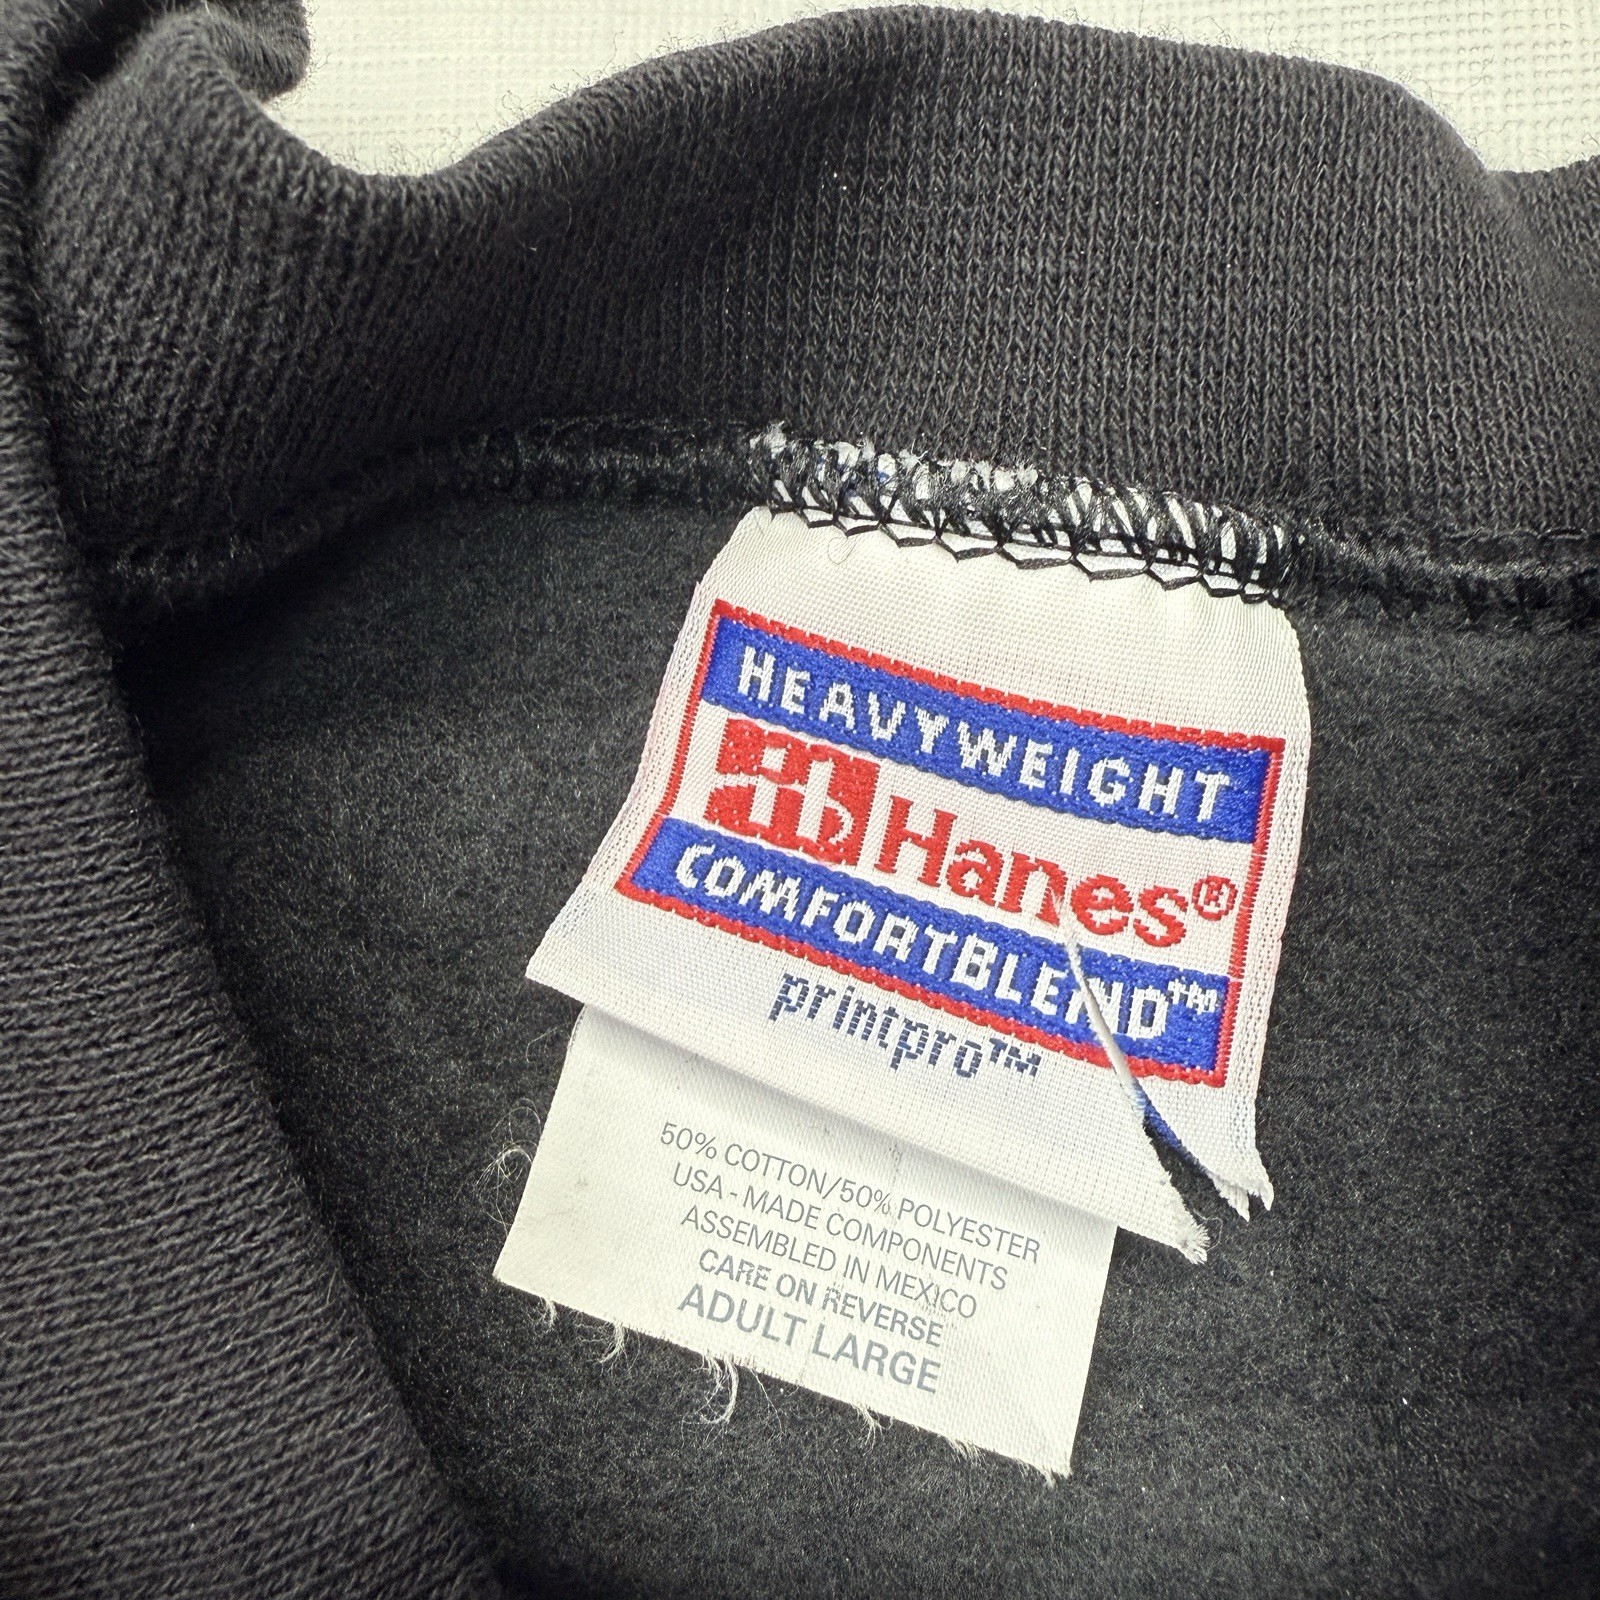 HEAVYWEIGHT
Hanes®
COMFORTBLEND™
printpro™
50% COTTON/50% POLYESTER
USA - MADE COMPONENTS
ASSEMBLED IN MEXICO
CARE ON REVERSE
ADULT LARGE